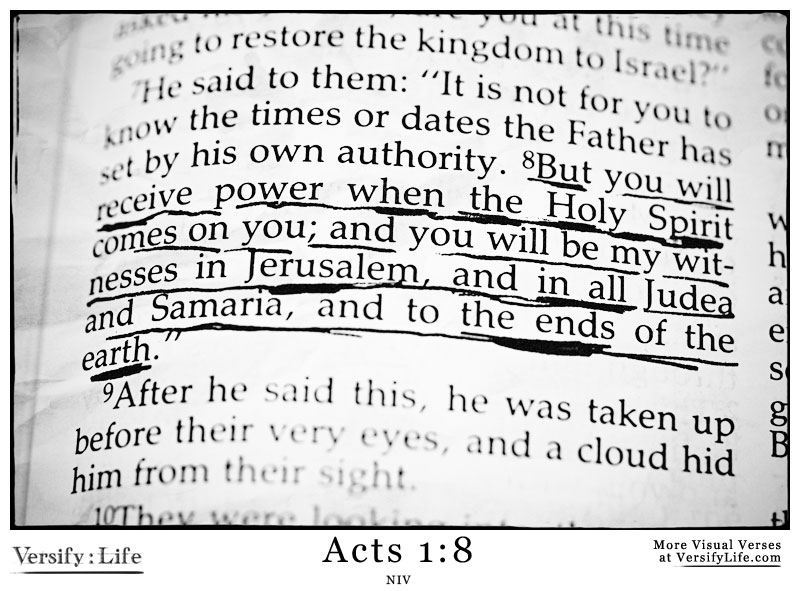 you at this time
going to restore the kingdom to Israel?"
7He said to them: "It is not for you to
know the times or dates the Father has
set by his own authority. 8But you will
receive power when the Holy Spirit
comes on you; and you will be my wit-
nesses in Jerusalem, and in all Judea
and Samaria, and to the ends of the
earth."
9After he said this, he was taken up
before their very eyes, and a cloud hid
him from their sight.
10They were looking
Versify:Life
Acts 1:8
NIV
More Visual Verses
at VersifyLife.com